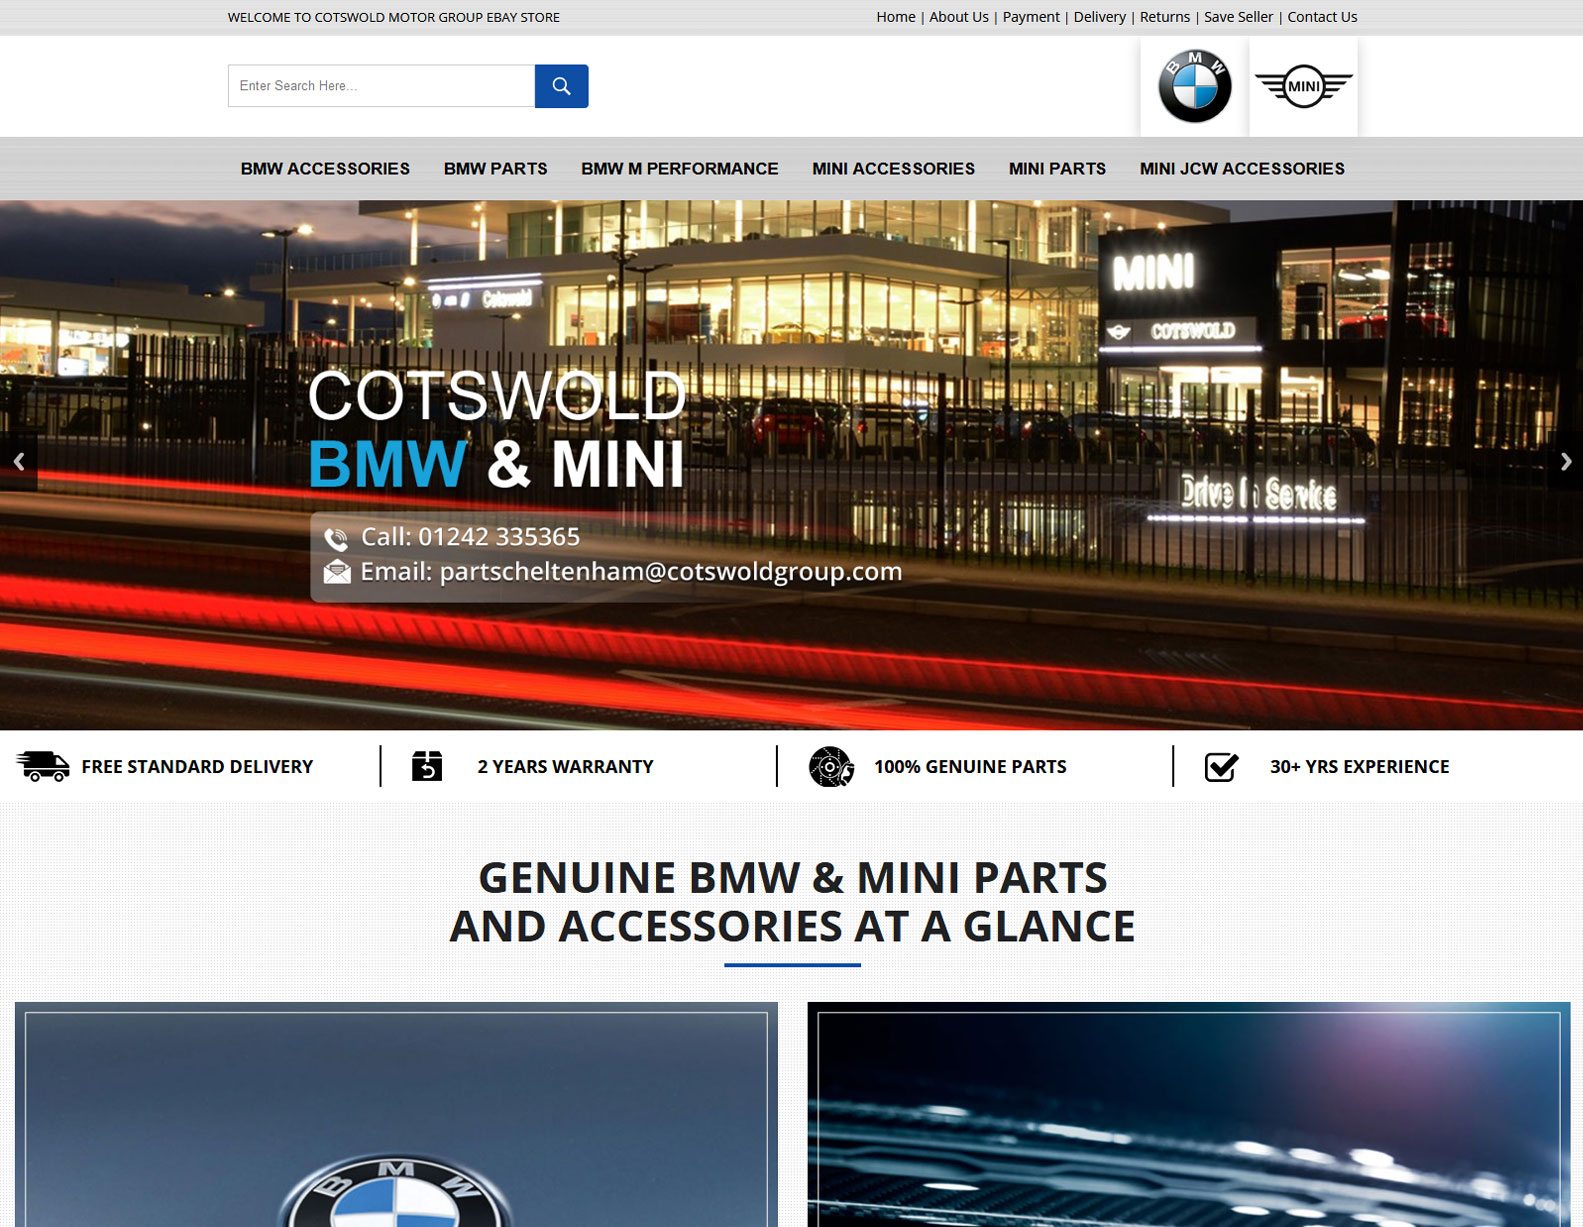 WELCOME TO COTSWOLD MOTOR GROUP EBAY STORE
Home | About Us | Payment | Delivery | Returns | Save Seller | Contact Us
Enter Search Here...
BMW
MINI
BMW ACCESSORIES
BMW PARTS
BMW M PERFORMANCE
MINI ACCESSORIES
MINI PARTS
MINI JCW ACCESSORIES
Cotswold
MINI
COTSWOLD
Drive In Service
COTSWOLD
BMW & MINI
Call: 01242 335365
Email: partscheltenham@cotswoldgroup.com
FREE STANDARD DELIVERY
2 YEARS WARRANTY
100% GENUINE PARTS
30+ YRS EXPERIENCE
GENUINE BMW & MINI PARTS
AND ACCESSORIES AT A GLANCE
BMW